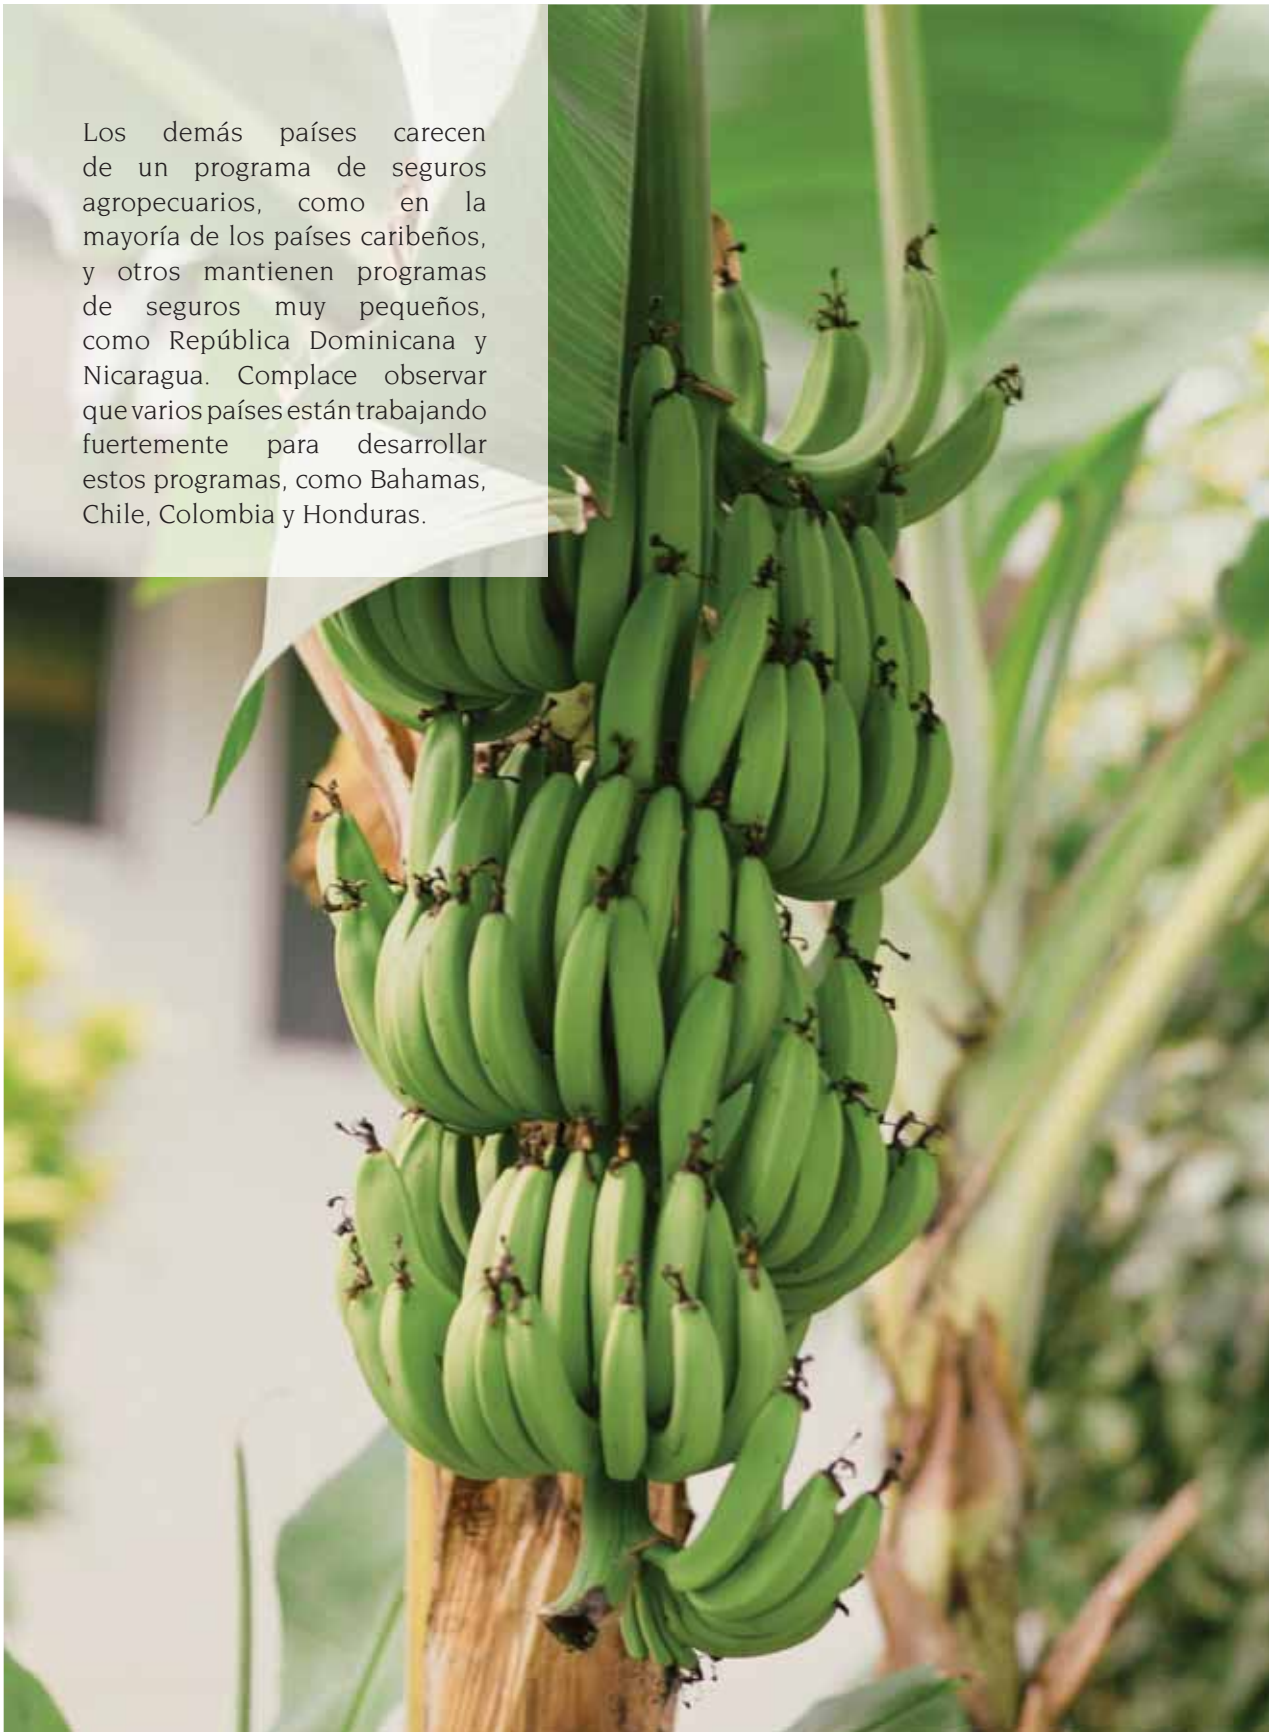 Los demás países carecen
de un programa de seguros
agropecuarios, como en la
mayoría de los países caribeños,
y otros mantienen programas
de seguros muy pequeños,
como República Dominicana y
Nicaragua. Complace observar
que varios países están trabajando
fuertemente para desarrollar
estos programas, como Bahamas,
Chile, Colombia y Honduras.